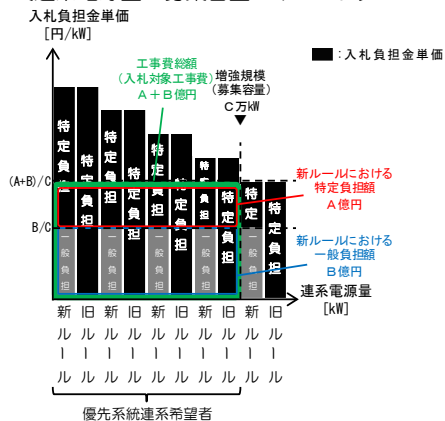 入札負担金単価
[円/kW]
■：入札負担金単価
工事費総額
(入札対象工事費)
A＋B億円
増強規模
(募集容量)
C万kW
(A+B)/C
B/C
新ルールにおける
特定負担額
A億円
新ルールにおける
一般負担額
B億円
特定負担
特定負担
特定負担
特定負担
特定負担
特定負担
特定負担
特定負担
特定
特定負担
一般負担
一般負担
一般負担
一般負担
一般負担
連系電源量
[kW]
新ルール
旧ルール
新ルール
旧ルール
新ルール
旧ルール
新ルール
旧ルール
新ルール
旧ルール
優先系統連系希望者